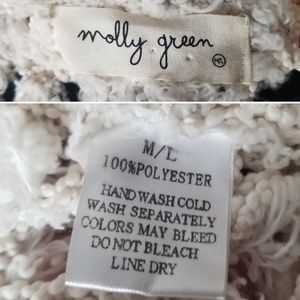 molly green
M/L
M/L
100%POLYESTER
HAND WASH COLD
WASH SEPARATELY
COLORS MAY BLEED
DO NOT BLEACH
LINE DRY